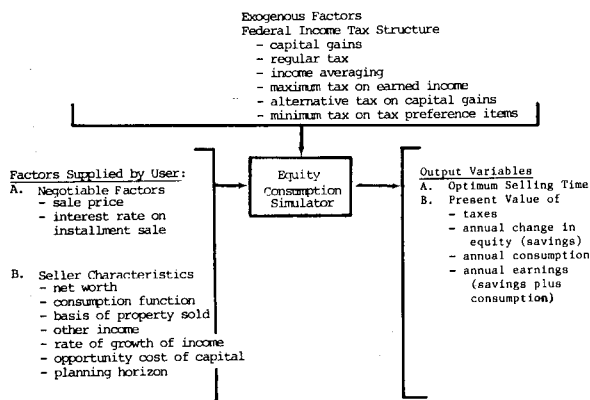 Exogenous Factors
Federal Income Tax Structure
- capital gains
- regular tax
- income averaging
- maximum tax on earned income
- alternative tax on capital gains
- minimum tax on tax preference items
Factors Supplied by User:
A. Negotiable Factors
- sale price
- interest rate on
installment sale
B. Seller Characteristics
- net worth
- consumption function
- basis of property sold
- other income
- rate of growth of income
- opportunity cost of capital
- planning horizon
Equity
Consumption
Simulator
Output Variables
A. Optimum Selling Time
B. Present Value of
- taxes
- annual change in
equity (savings)
- annual consumption
- annual earnings
(savings plus
consumption)